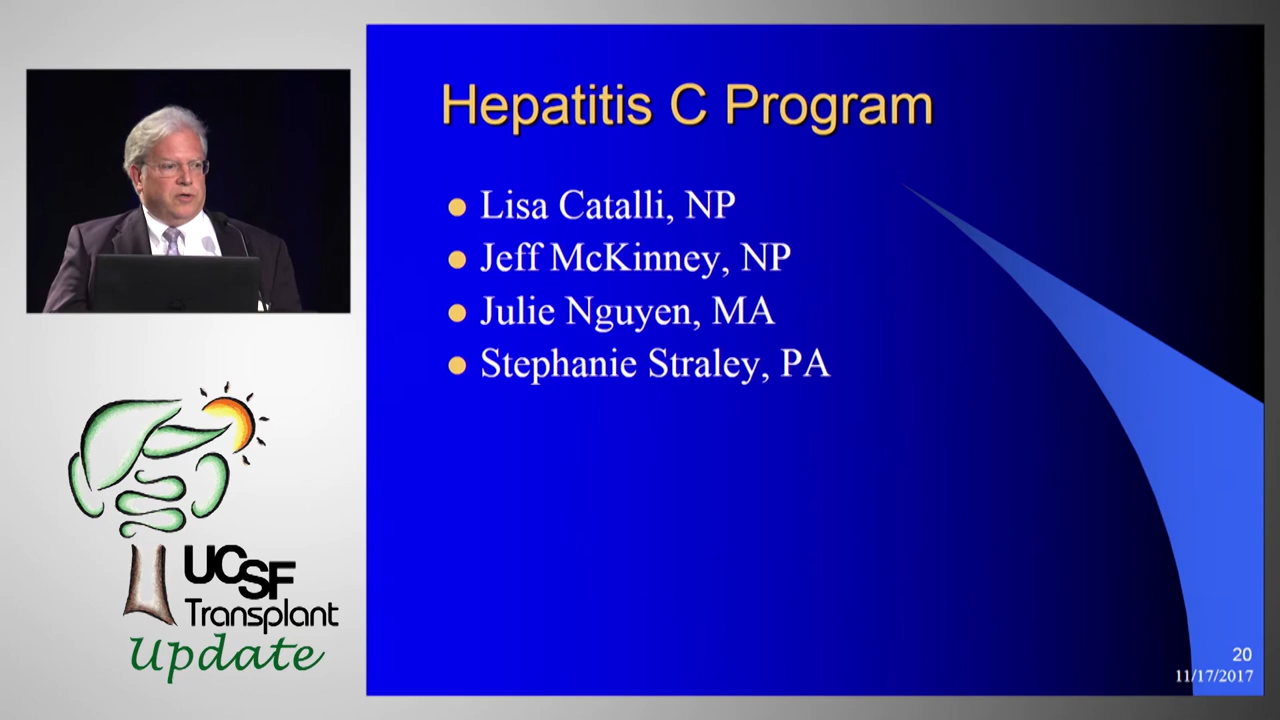 Hepatitis C Program
Lisa Catalli, NP
Jeff McKinney, NP
Julie Nguyen, MA
Stephanie Straley, PA
20
11/17/2017
UCSF
Transplant
Update